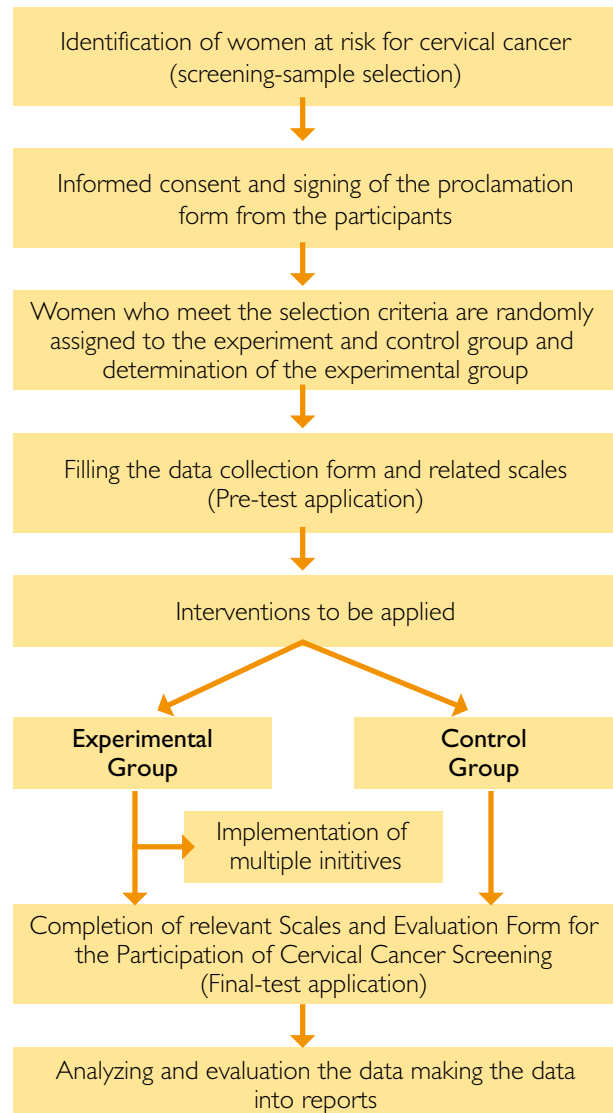 Identification of women at risk for cervical cancer
(screening-sample selection)
Informed consent and signing of the proclamation
form from the participants
Women who meet the selection criteria are randomly
assigned to the experiment and control group and
determination of the experimental group
Filling the data collection form and related scales
(Pre-test application)
Interventions to be applied
Experimental
Group
Control
Group
Implementation of
multiple inititives
Completion of relevant Scales and Evaluation Form for
the Participation of Cervical Cancer Screening
(Final-test application)
Analyzing and evaluation the data making the data
into reports